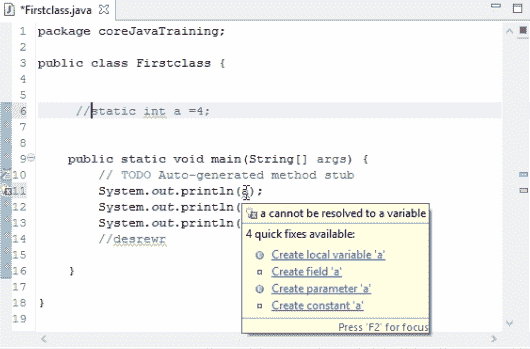 *Firstclass.java
1 package coreJavaTraining;
2
3 public class Firstclass {
4
5
6 //static int a =4;
7
8
9 public static void main(String[] args) {
10 // TODO Auto-generated method stub
11 System.out.println(a);
12 System.out.println(
13 System.out.println(
14 //desrewr
15
16 }
17
18 }
19
a cannot be resolved to a variable
4 quick fixes available:
Create local variable 'a'
Create field 'a'
Create parameter 'a'
Create constant 'a'
Press 'F2' for focus